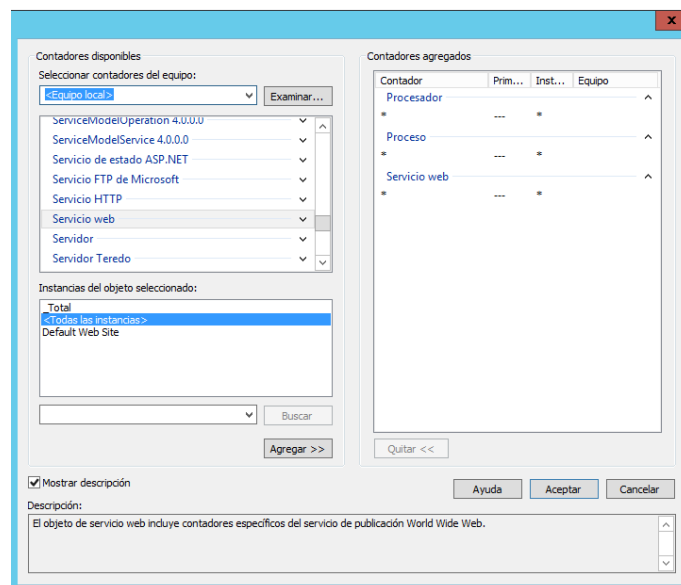 x
Contadores disponibles
Seleccionar contadores del equipo:
<Equipo local>
Examinar...
ServiceModelOperation 4.0.0.0
ServiceModelService 4.0.0.0
Servicio de estado ASP.NET
Servicio FTP de Microsoft
Servicio HTTP
Servicio web
Servidor
Servidor Teredo
Instancias del objeto seleccionado:
_Total
<Todas las instancias>
Default Web Site
Buscar
Agregar >>
Contadores agregados
Contador Prim... Inst... Equipo
Procesador
* --- *
Proceso
* --- *
Servicio web
* --- *
Quitar <<
Mostrar descripción
Ayuda Aceptar Cancelar
Descripción:
El objeto de servicio web incluye contadores específicos del servicio de publicación World Wide Web.